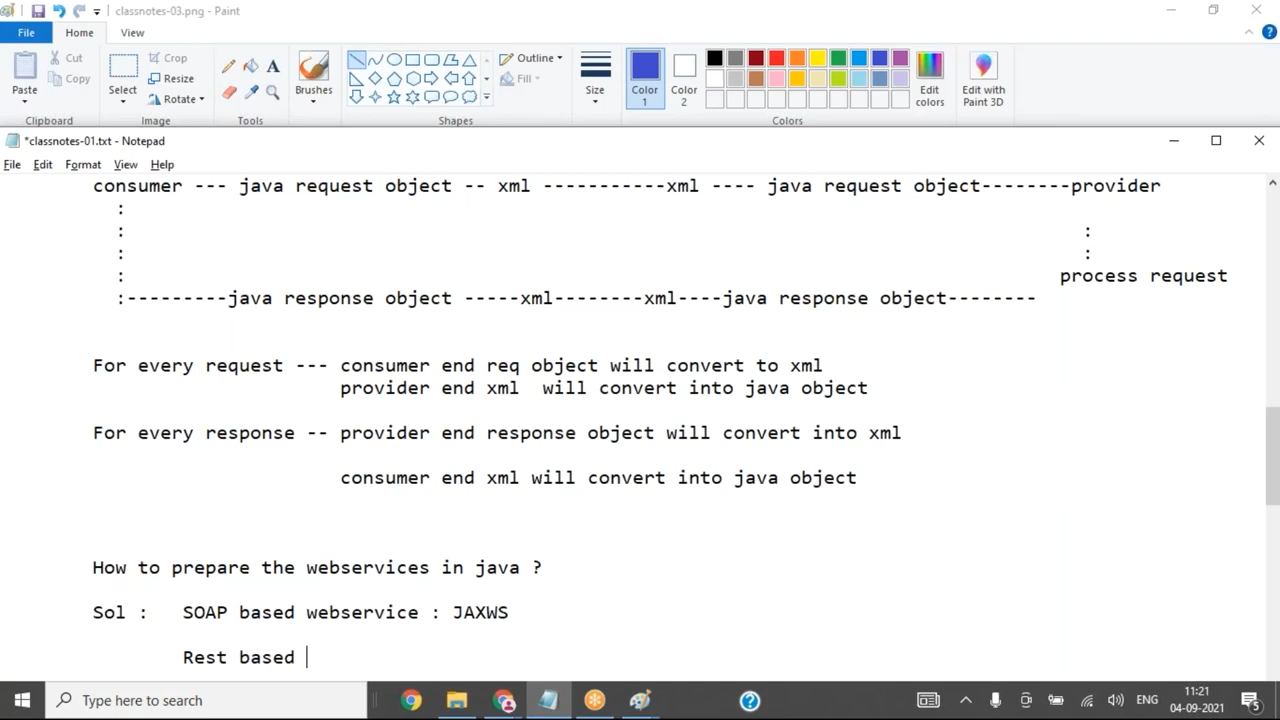 classnotes-03.png - Paint
File Home View
Paste Cut Copy Select Resize Rotate Brushes Outline Fill Size Color 1 Color 2 Edit colors Edit with Paint 3D
Clipboard Image Tools Shapes Colors
*classnotes-01.txt - Notepad
File Edit Format View Help
consumer --- java request object -- xml -----------xml ---- java request object--------provider
:
: :
: :
: process request
:---------java response object -----xml--------xml----java response object--------
For every request --- consumer end req object will convert to xml
provider end xml will convert into java object
For every response -- provider end response object will convert into xml
consumer end xml will convert into java object
How to prepare the webservices in java ?
Sol : SOAP based webservice : JAXWS
Rest based
Type here to search ENG 11:21
04-09-2021 5